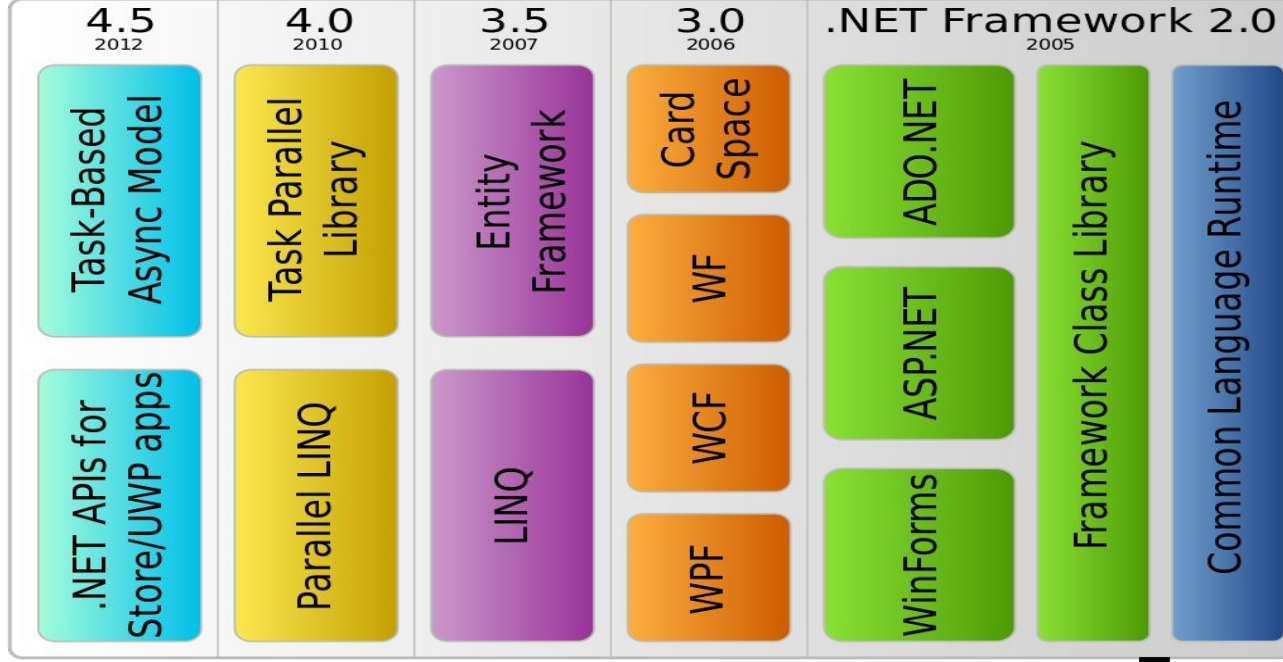 4.5
2012
Task-Based
Async Model
.NET APIs for
Store/UWP apps
4.0
2010
Task Parallel
Library
Parallel LINQ
3.5
2007
Entity
Framework
LINQ
3.0
2006
Card
Space
WF
WCF
WPF
.NET Framework 2.0
2005
ADO.NET
ASP.NET
WinForms
Framework Class Library
Common Language Runtime